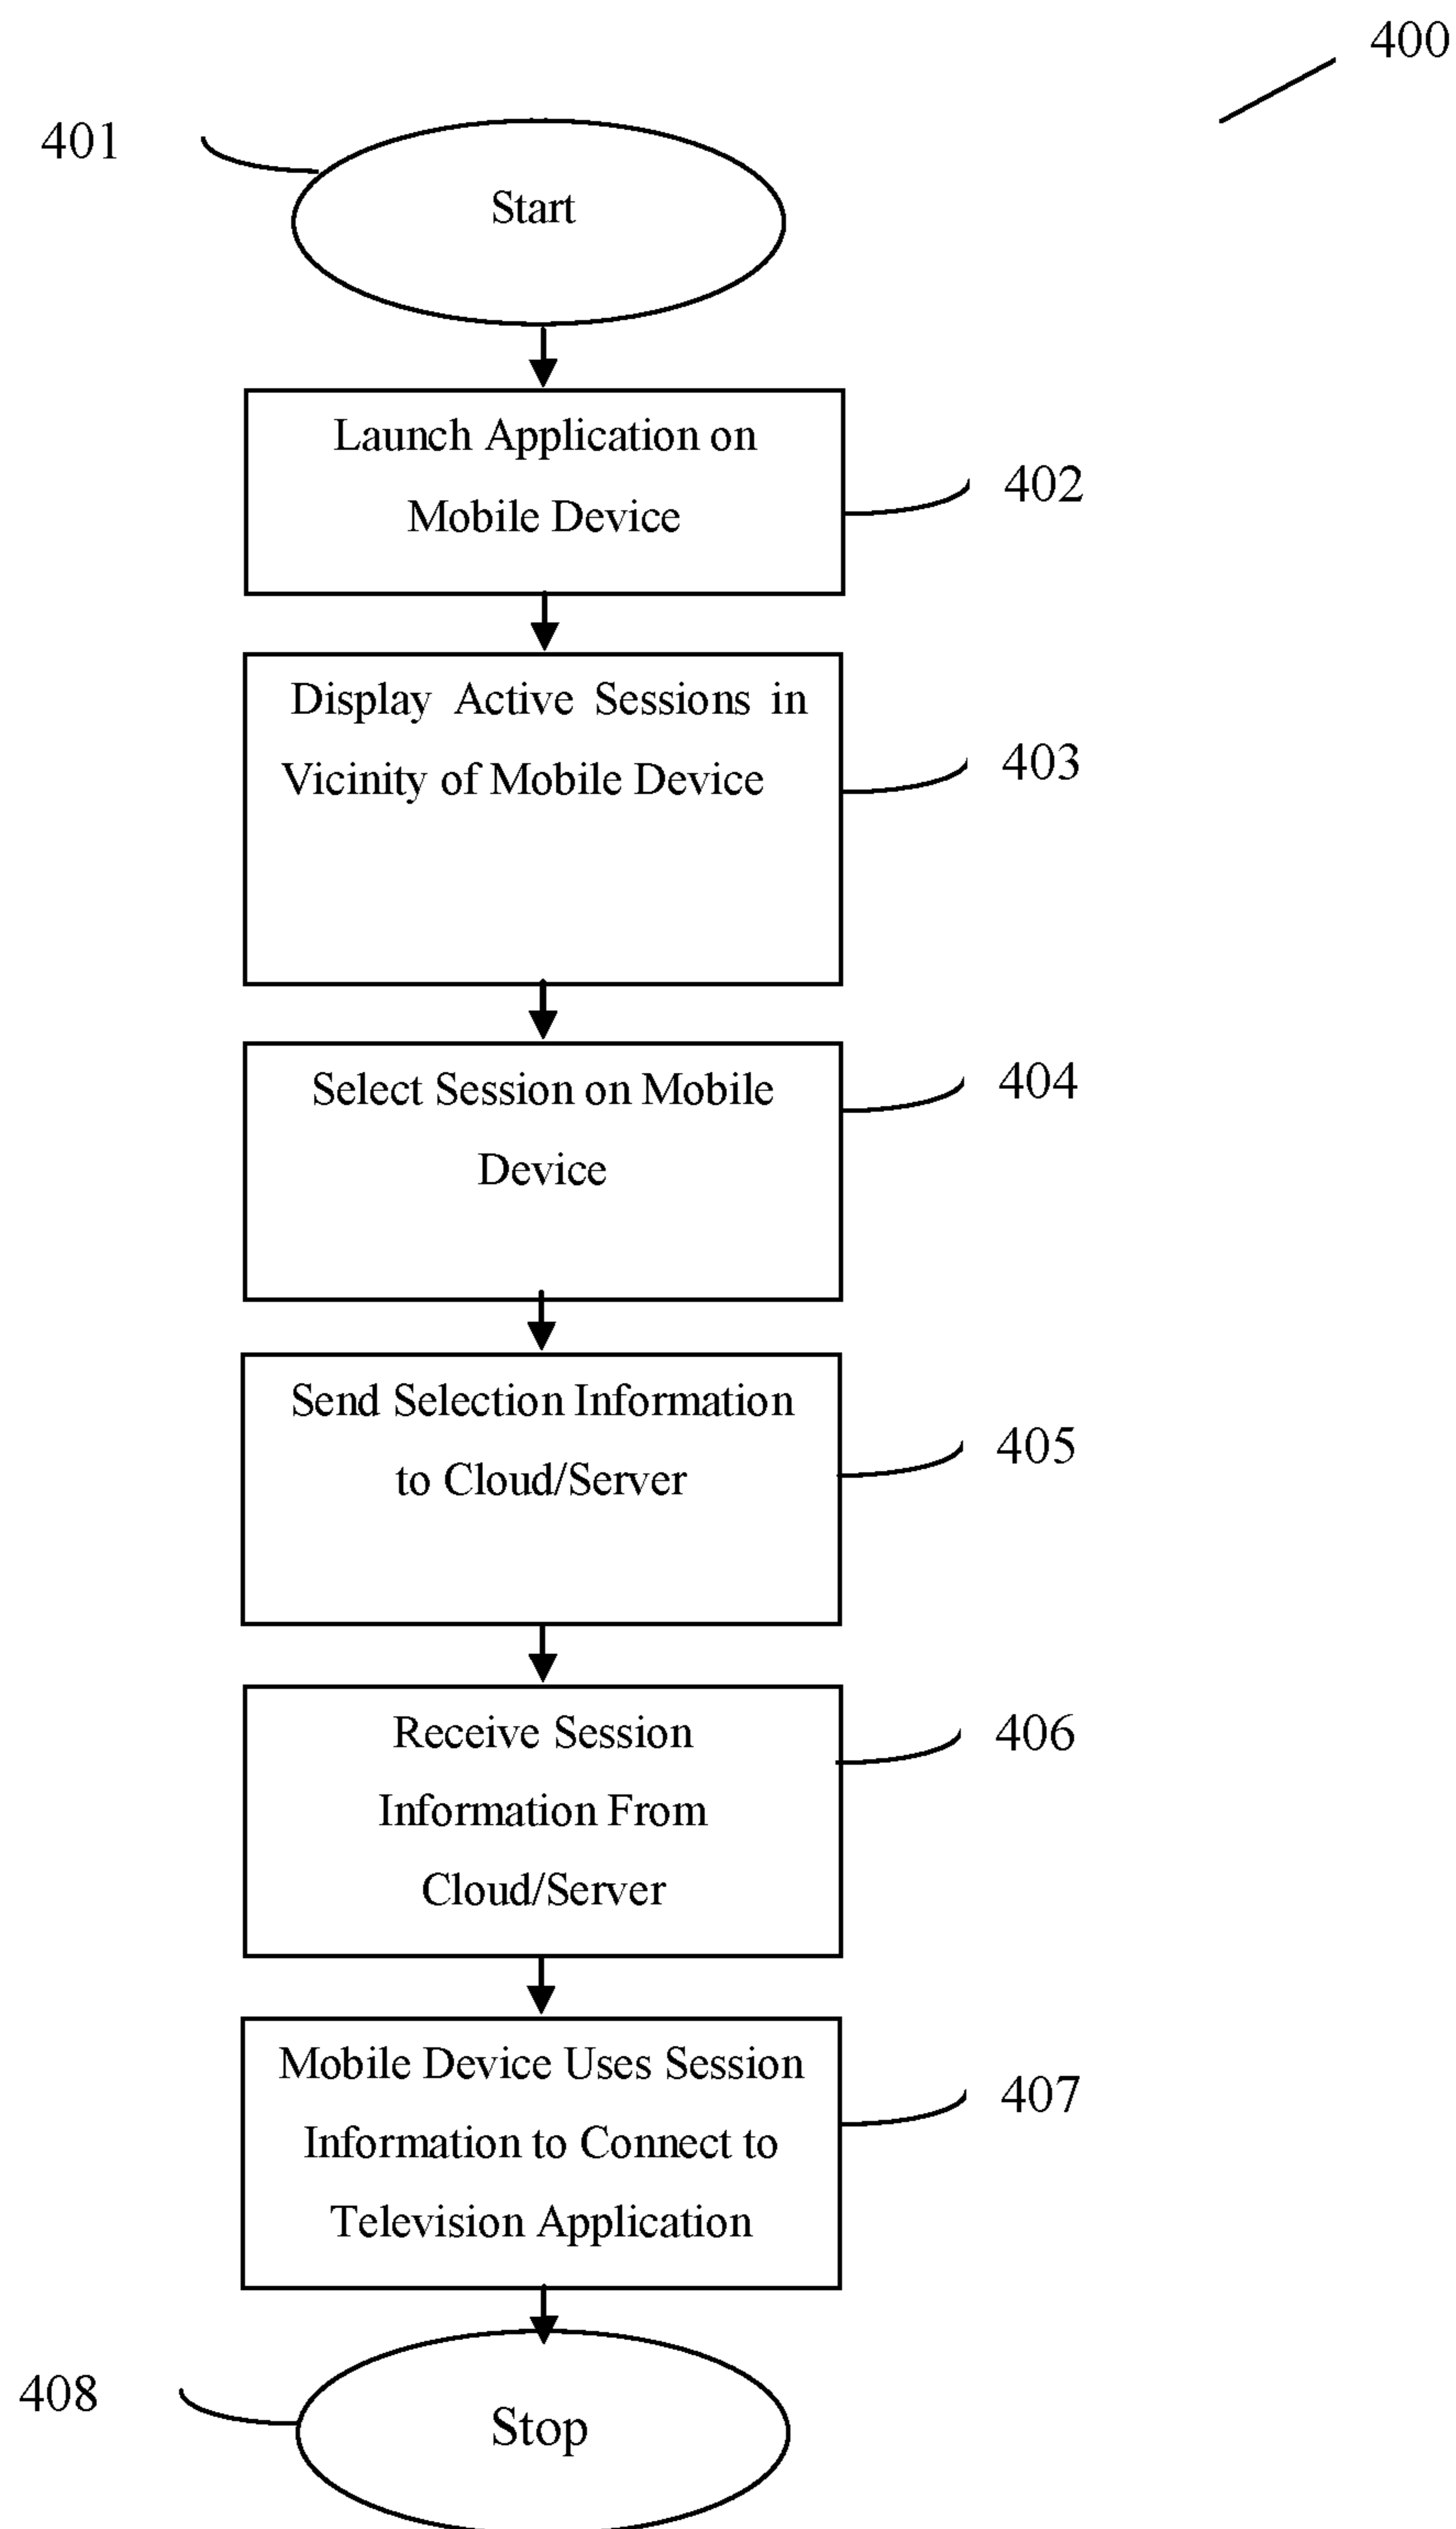 400
401
Start
Launch Application on
Mobile Device
402
Display Active Sessions in
Vicinity of Mobile Device
403
Select Session on Mobile
Device
404
Send Selection Information
to Cloud/Server
405
Receive Session
Information From
Cloud/Server
406
Mobile Device Uses Session
Information to Connect to
Television Application
407
408
Stop